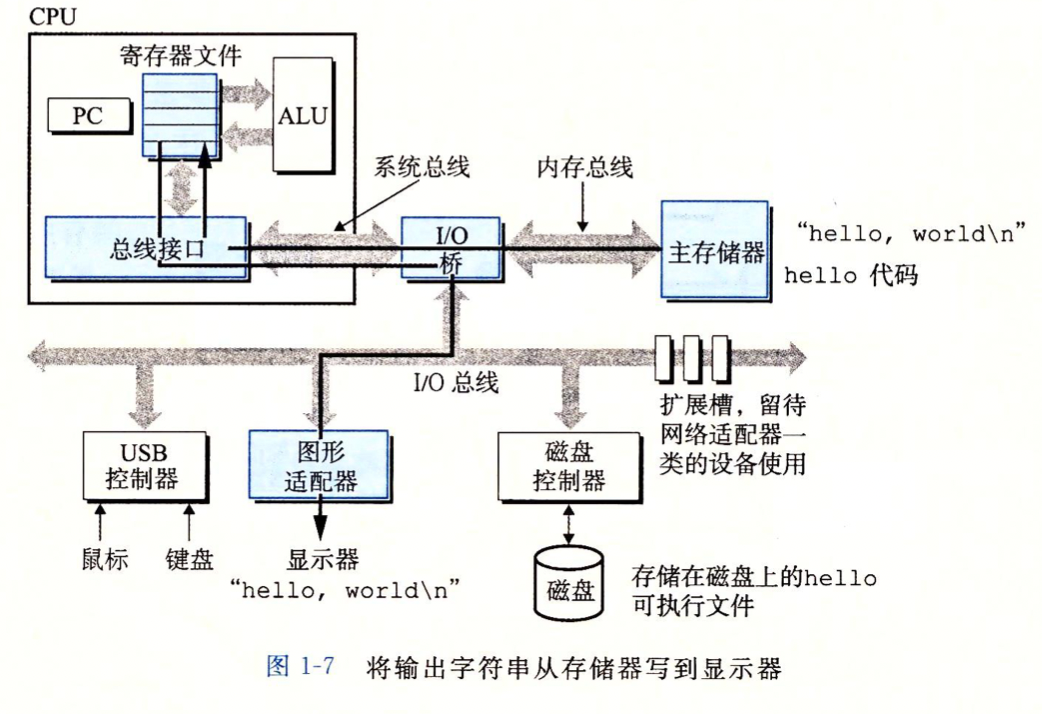 CPU
寄存器文件
PC
ALU
系统总线
内存总线
总线接口
I/O
桥
主存储器
“hello, world\n”
hello 代码
I/O 总线
扩展槽，留待
网络适配器一
类的设备使用
USB
控制器
图形
适配器
磁盘
控制器
鼠标
键盘
显示器
“hello, world\n”
磁盘
存储在磁盘上的hello
可执行文件
图 1-7 将输出字符串从存储器写到显示器